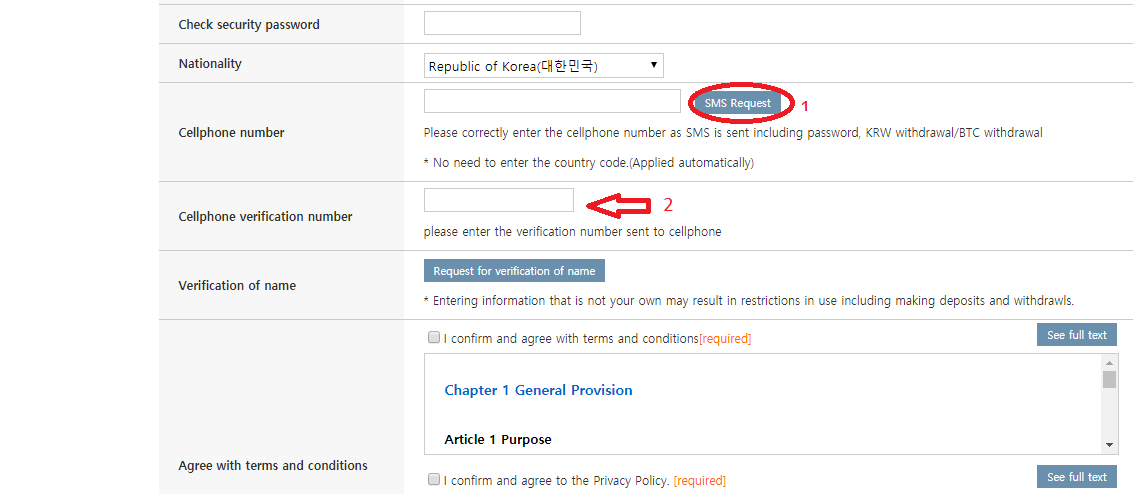 Check security password
Nationality
Republic of Korea(대한민국)
SMS Request
1
Cellphone number
Please correctly enter the cellphone number as SMS is sent including password, KRW withdrawal/BTC withdrawal
* No need to enter the country code.(Applied automatically)
2
Cellphone verification number
please enter the verification number sent to cellphone
Request for verification of name
Verification of name
* Entering information that is not your own may result in restrictions in use including making deposits and withdrawls.
I confirm and agree with terms and conditions[required]
See full text
Chapter 1 General Provision
Article 1 Purpose
Agree with terms and conditions
I confirm and agree to the Privacy Policy. [required]
See full text